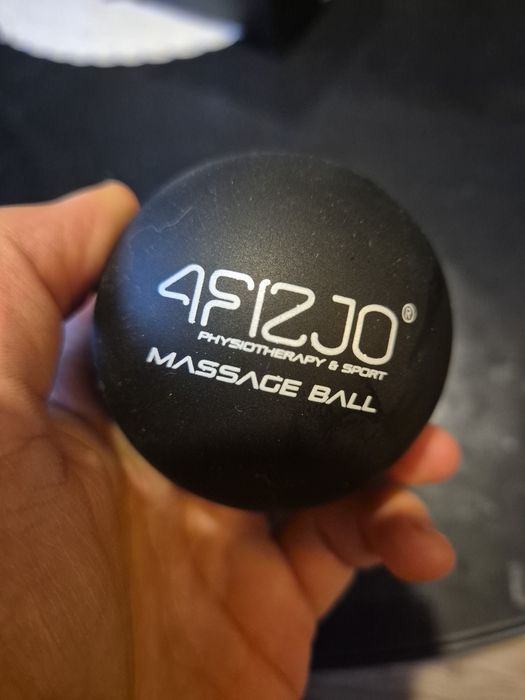 4FIZJO®
PHYSIOTHERAPY & SPORT
MASSAGE BALL